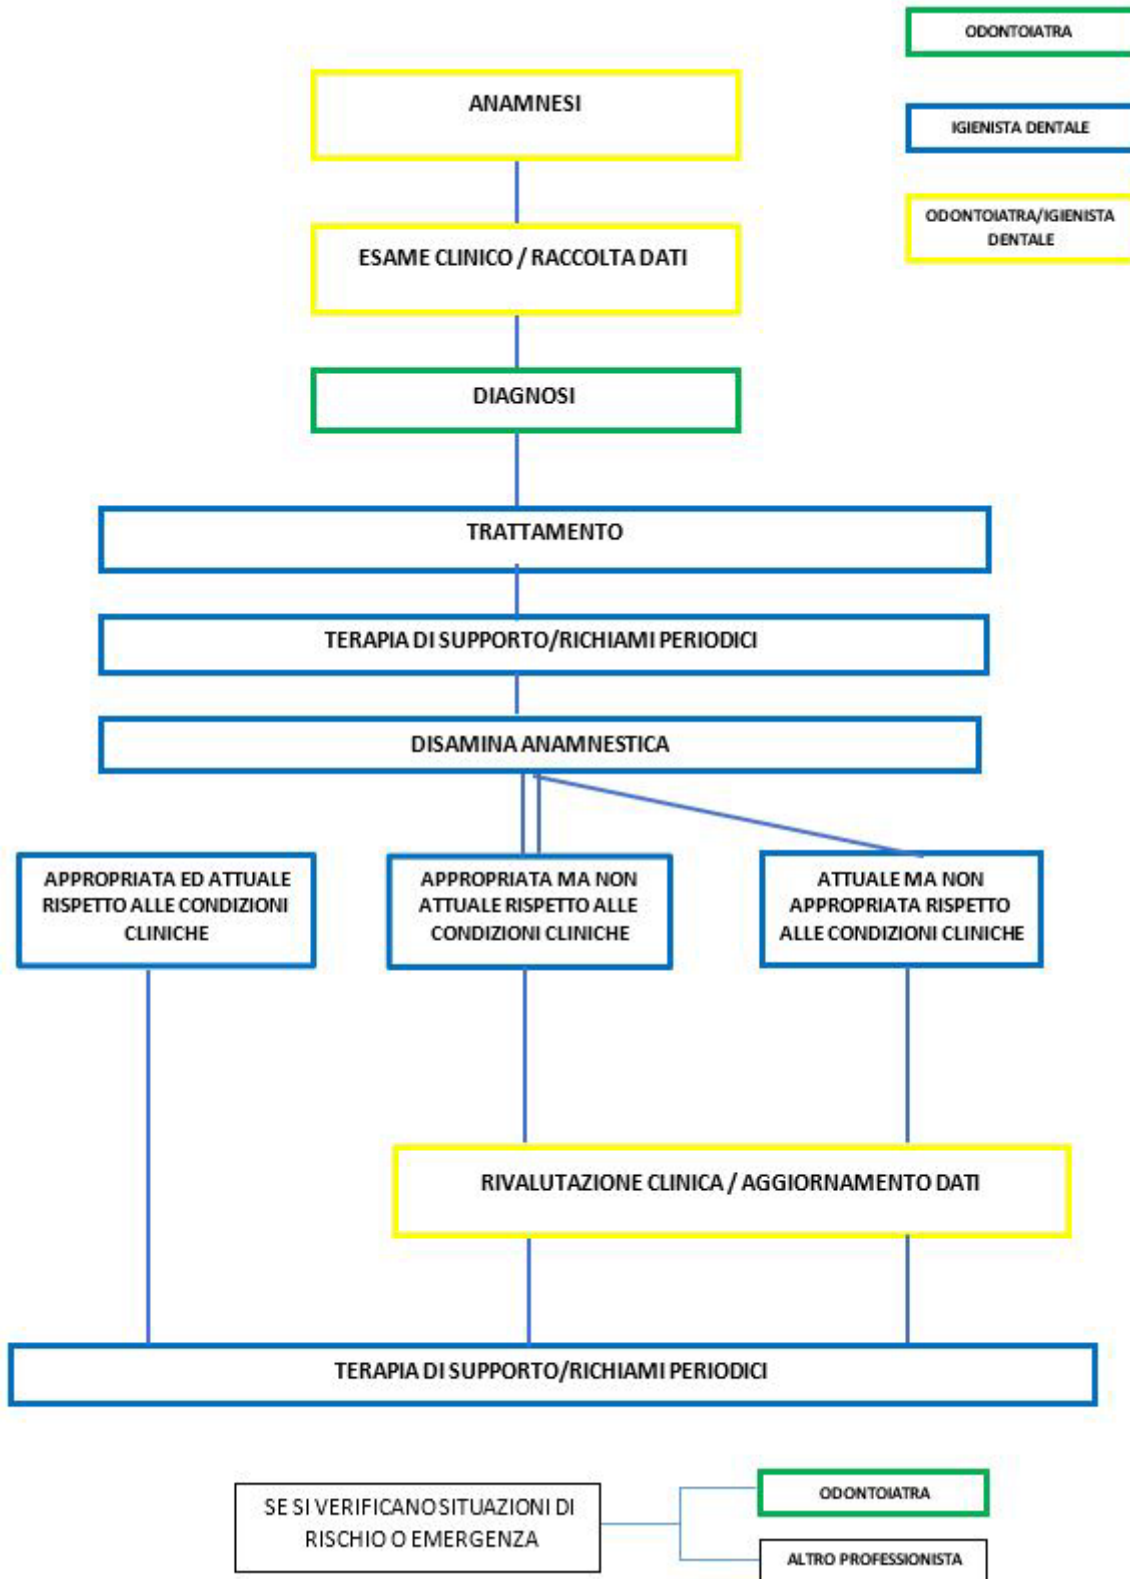 ODONTOIATRA
ANAMNESI
IGIENISTA DENTALE
ODONTOIATRA/IGIENISTA
DENTALE
ESAME CLINICO / RACCOLTA DATI
DIAGNOSI
TRATTAMENTO
TERAPIA DI SUPPORTO/RICHIAMI PERIODICI
DISAMINA ANAMNESTICA
APPROPRIATA ED ATTUALE
RISPETTO ALLE CONDIZIONI
CLINICHE
APPROPRIATA MA NON
ATTUALE RISPETTO ALLE
CONDIZIONI CLINICHE
ATTUALE MA NON
APPROPRIATA RISPETTO
ALLE CONDIZIONI CLINICHE
RIVALUTAZIONE CLINICA / AGGIORNAMENTO DATI
TERAPIA DI SUPPORTO/RICHIAMI PERIODICI
SE SI VERIFICANO SITUAZIONI DI
RISCHIO O EMERGENZA
ODONTOIATRA
ALTRO PROFESSIONISTA